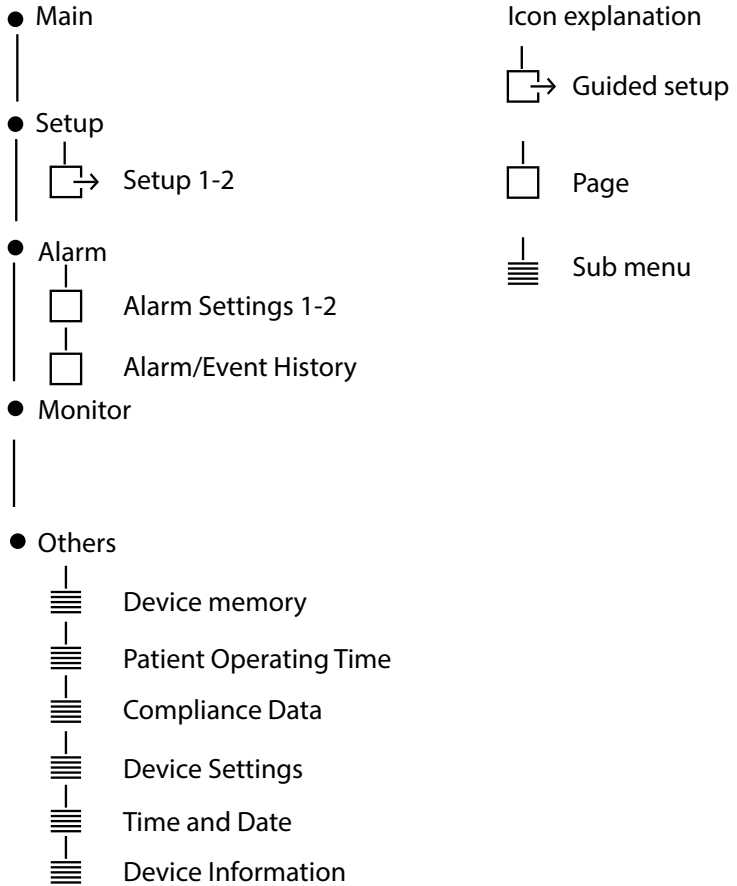 Main
Setup
Setup 1-2
Alarm
Alarm Settings 1-2
Alarm/Event History
Monitor
Others
Device memory
Patient Operating Time
Compliance Data
Device Settings
Time and Date
Device Information
Icon explanation
Guided setup
Page
Sub menu